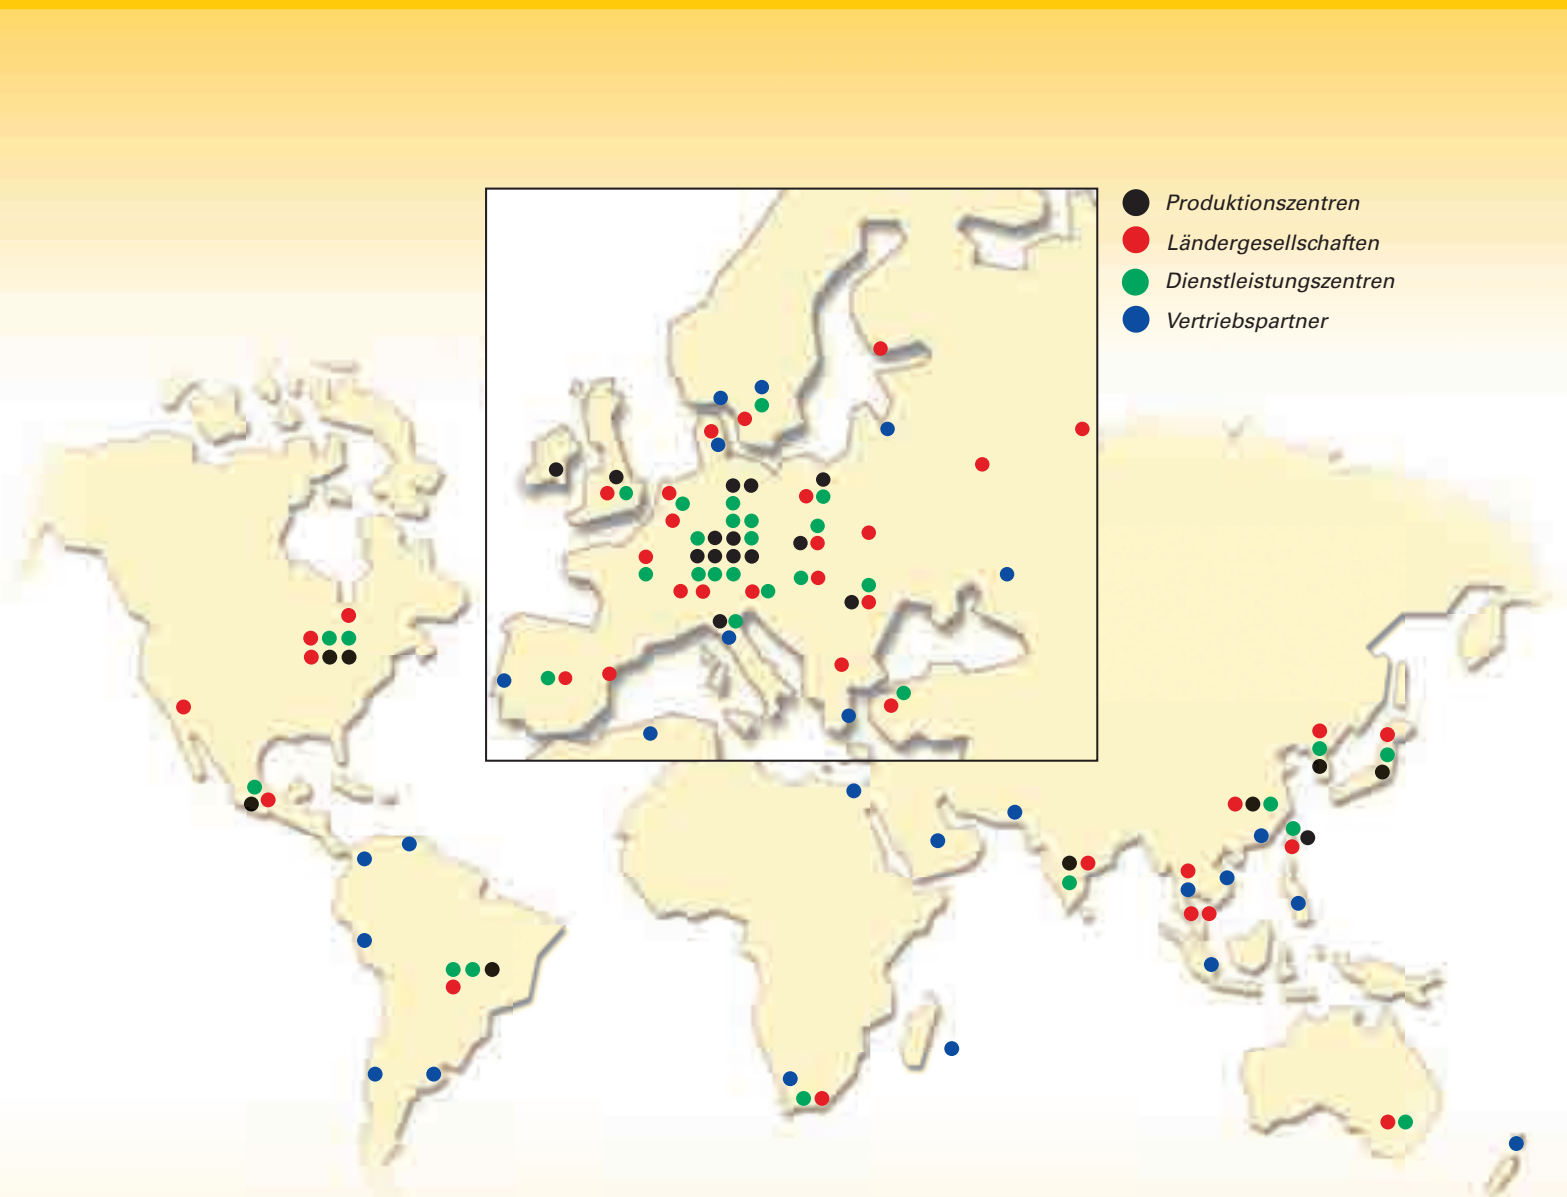 Produktionszentren
Ländergesellschaften
Dienstleistungszentren
Vertriebspartner